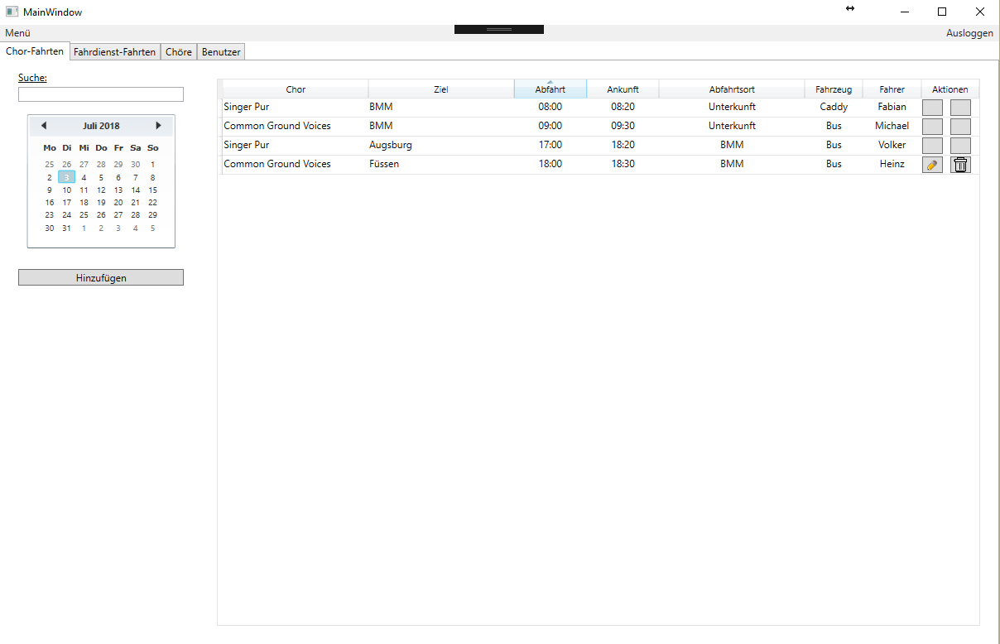 MainWindow
Menü Ausloggen
Chor-Fahrten Fahrdienst-Fahrten Chöre Benutzer
Suche:
Juli 2018
Mo Di Mi Do Fr Sa So
25 26 27 28 29 30 1
2 3 4 5 6 7 8
9 10 11 12 13 14 15
16 17 18 19 20 21 22
23 24 25 26 27 28 29
30 31 1 2 3 4 5
Hinzufügen
Chor Ziel Abfahrt Ankunft Abfahrtsort Fahrzeug Fahrer Aktionen
Singer Pur BMM 08:00 08:20 Unterkunft Caddy Fabian
Common Ground Voices BMM 09:00 09:30 Unterkunft Bus Michael
Singer Pur Augsburg 17:00 18:20 BMM Bus Volker
Common Ground Voices Füssen 18:00 18:30 BMM Bus Heinz